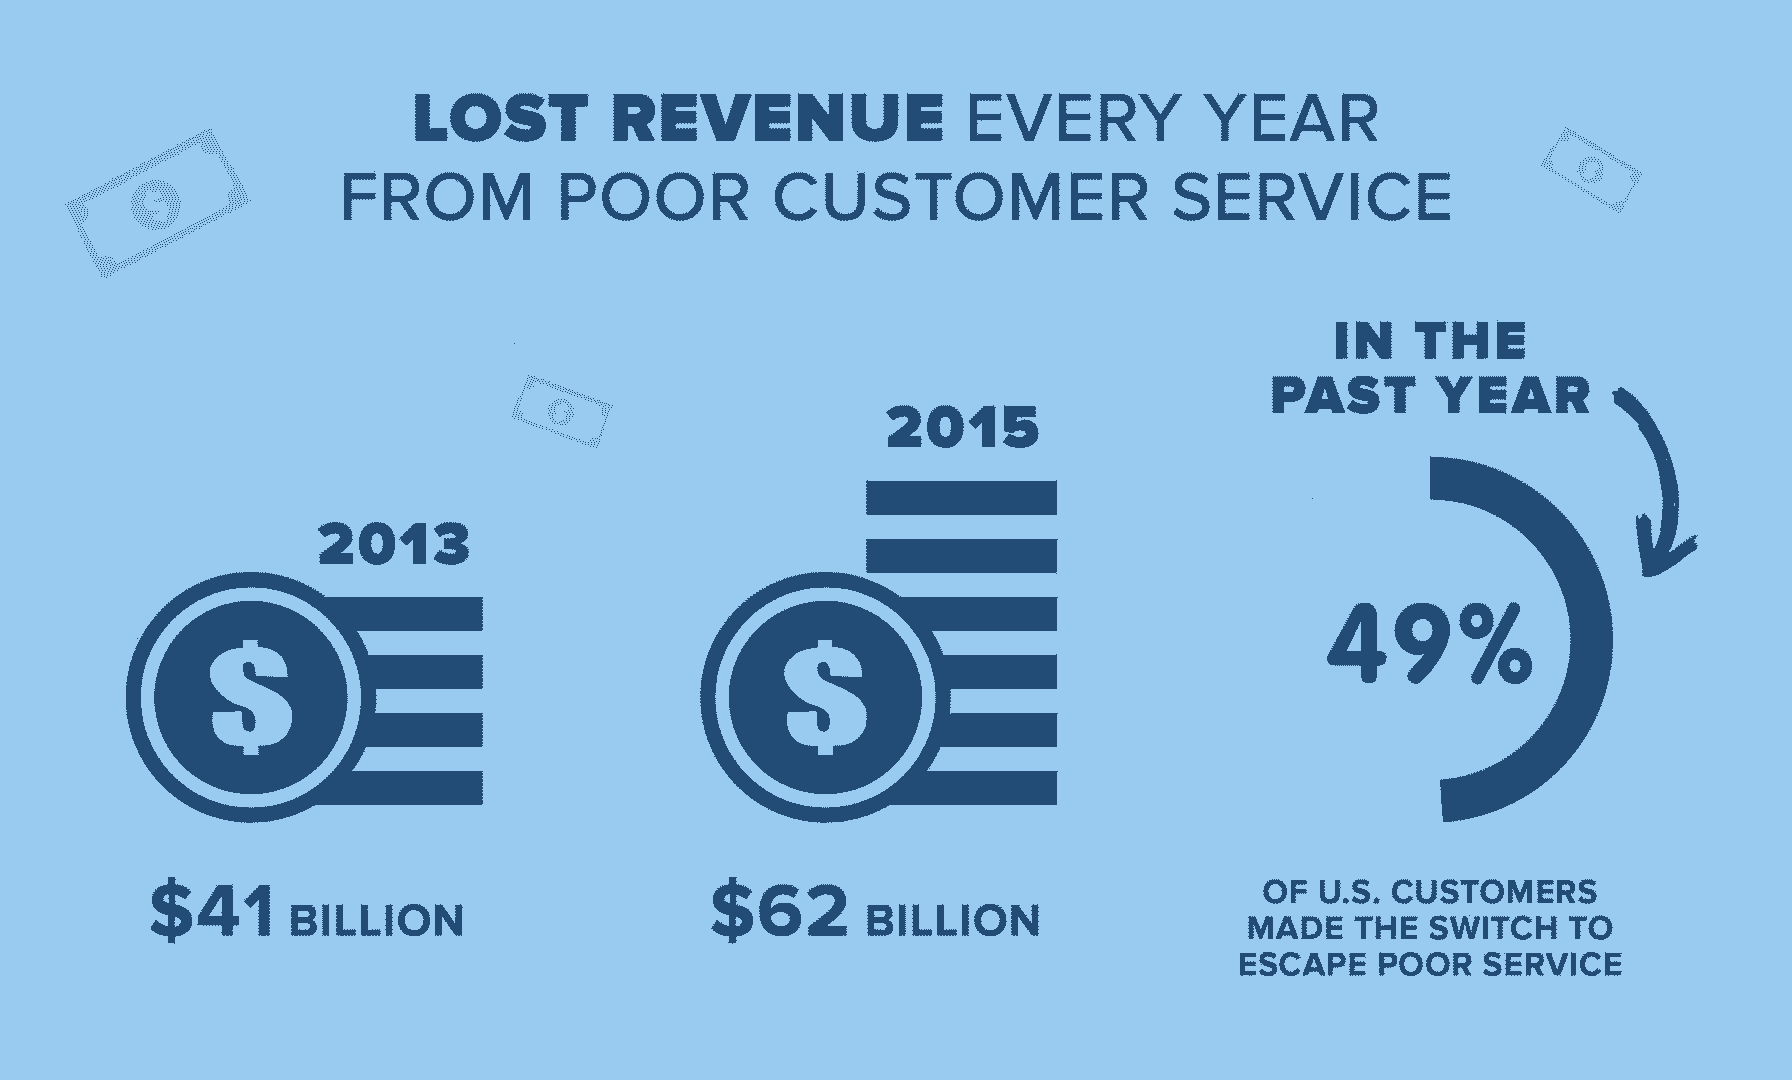 LOST REVENUE EVERY YEAR
FROM POOR CUSTOMER SERVICE
2013
$
$41 BILLION
2015
$
$62 BILLION
IN THE
PAST YEAR
49%
OF U.S. CUSTOMERS
MADE THE SWITCH TO
ESCAPE POOR SERVICE